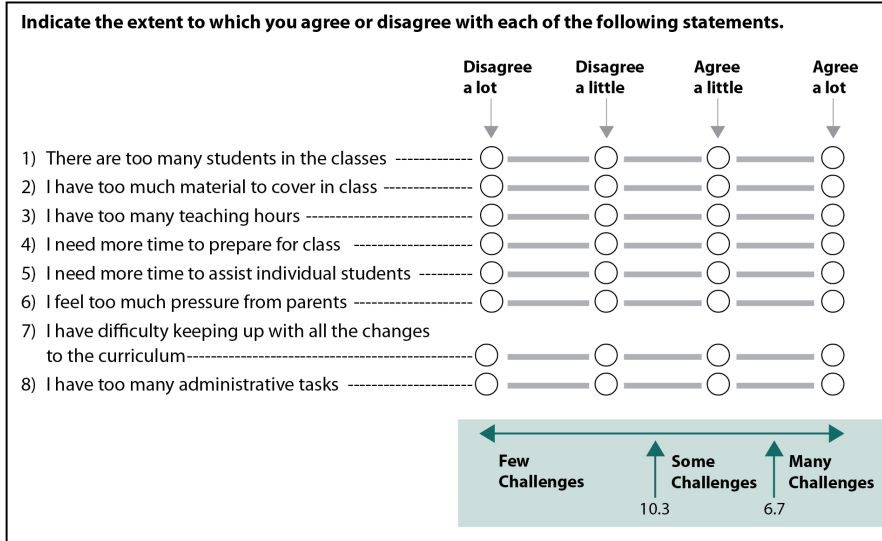 Indicate the extent to which you agree or disagree with each of the following statements.
Disagree a lot
Disagree a little
Agree a little
Agree a lot
1) There are too many students in the classes
2) I have too much material to cover in class
3) I have too many teaching hours
4) I need more time to prepare for class
5) I need more time to assist individual students
6) I feel too much pressure from parents
7) I have difficulty keeping up with all the changes
to the curriculum
8) I have too many administrative tasks
Few Challenges
Some Challenges
Many Challenges
10.3
6.7